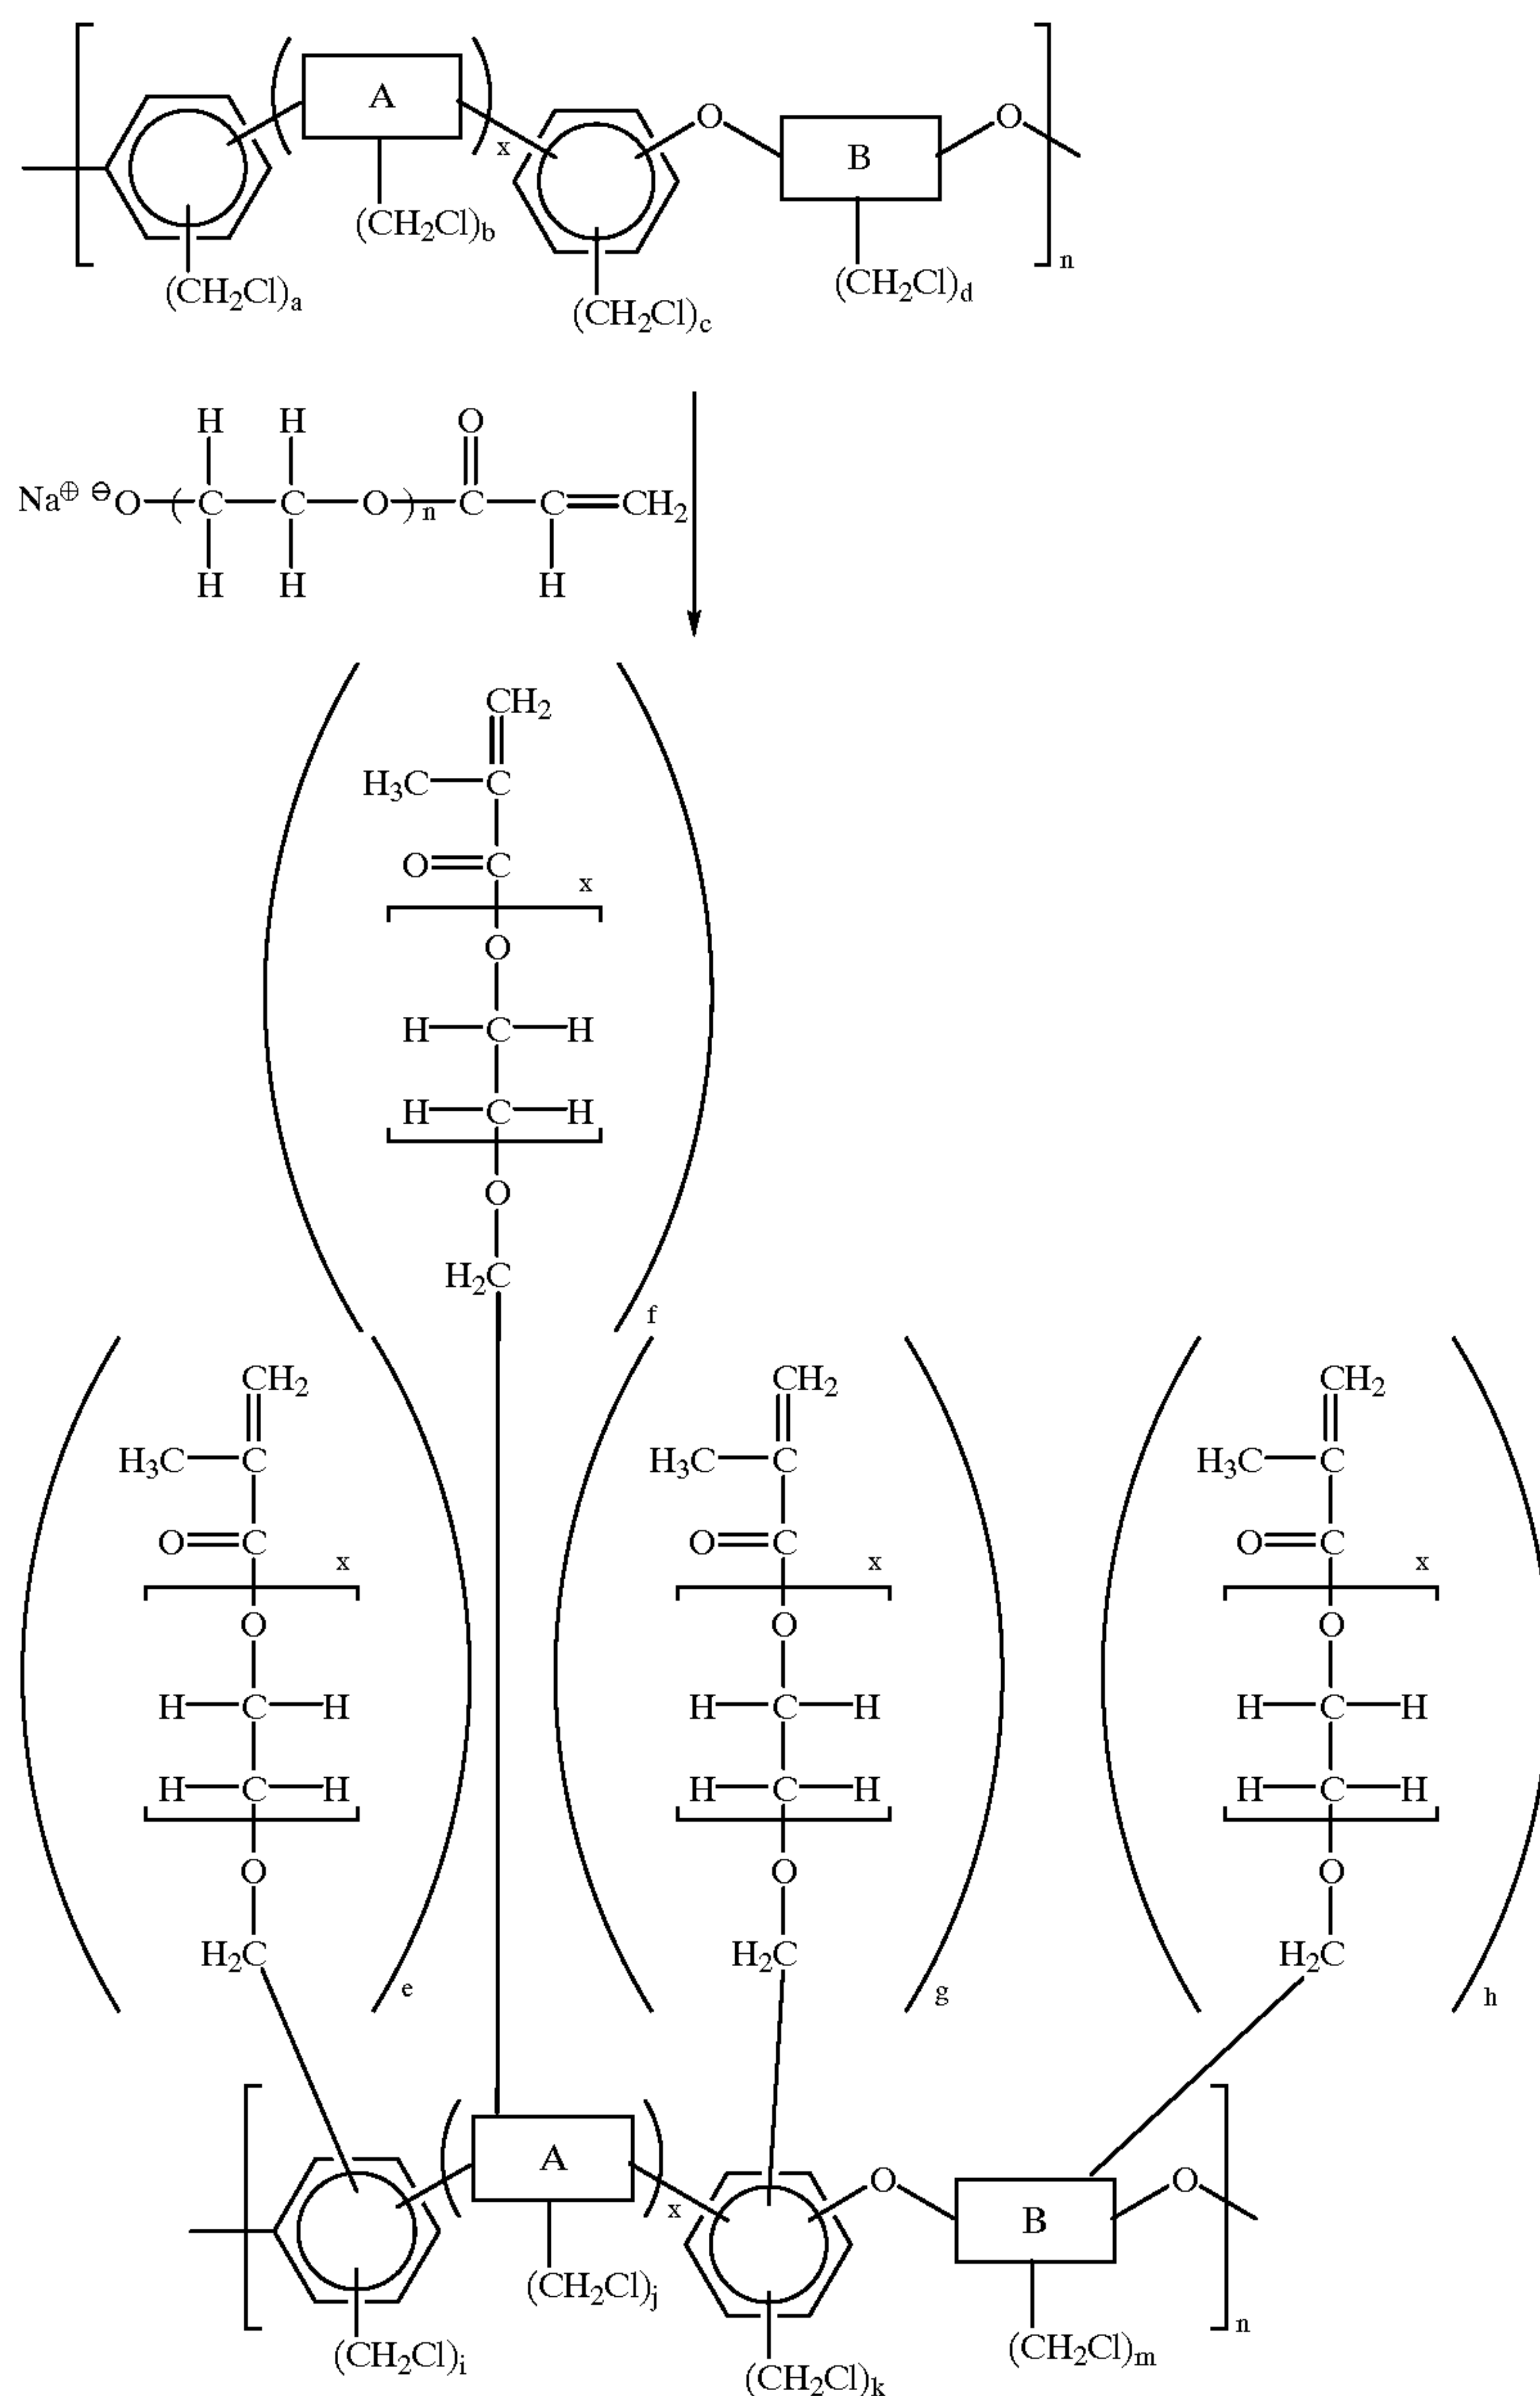 A
x
O
B
O
(CH₂Cl)b
(CH₂Cl)a
(CH₂Cl)c
(CH₂Cl)d
n
H H O
Na⊕ ⊖O—(C—C—O)n—C—C=CH₂
H H H
CH₂
H₃C—C
O=C
x
O
H—C—H
H—C—H
O
H₂C
f
CH₂ CH₂ CH₂
H₃C—C H₃C—C H₃C—C
O=C O=C O=C
x x x
O O O
H—C—H H—C—H H—C—H
H—C—H H—C—H H—C—H
O O O
H₂C H₂C H₂C
e g h
A
x
O
B
O
(CH₂Cl)j
(CH₂Cl)i
(CH₂Cl)k
(CH₂Cl)m
n